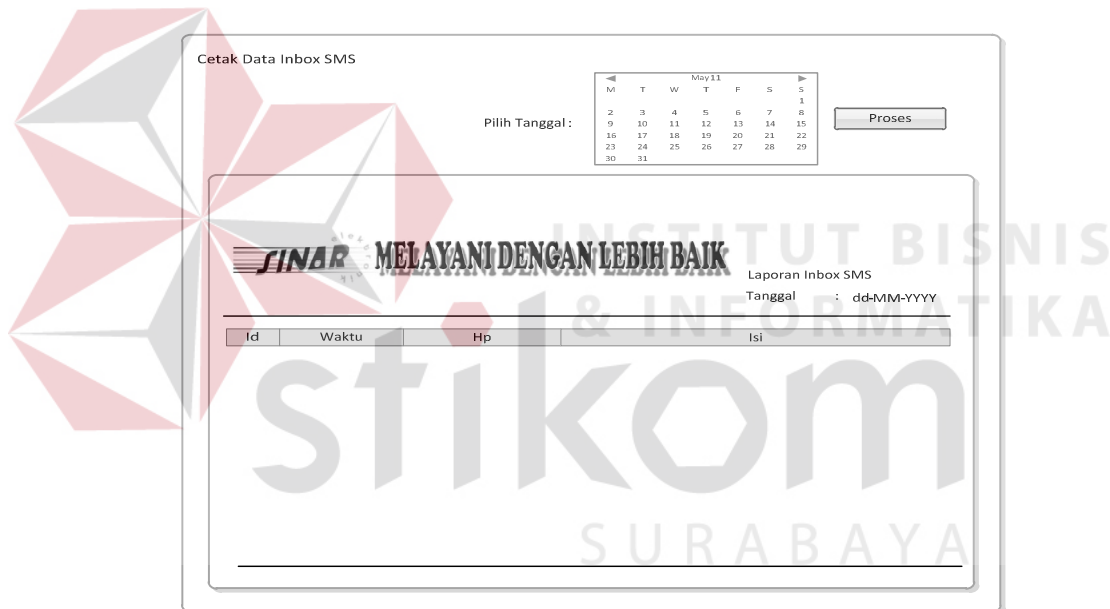 Cetak Data Inbox SMS
May 11
M T W T F S S
1
2 3 4 5 6 7 8
Pilih Tanggal :
9 10 11 12 13 14 15
16 17 18 19 20 21 22
23 24 25 26 27 28 29
30 31
Proses
SINAR
elektronik
MELAYANI DENGAN LEBIH BAIK
Laporan Inbox SMS
Tanggal : dd-MM-YYYY
Id Waktu Hp Isi
INSTITUT BISNIS
& INFORMATIKA
stikom
SURABAYA